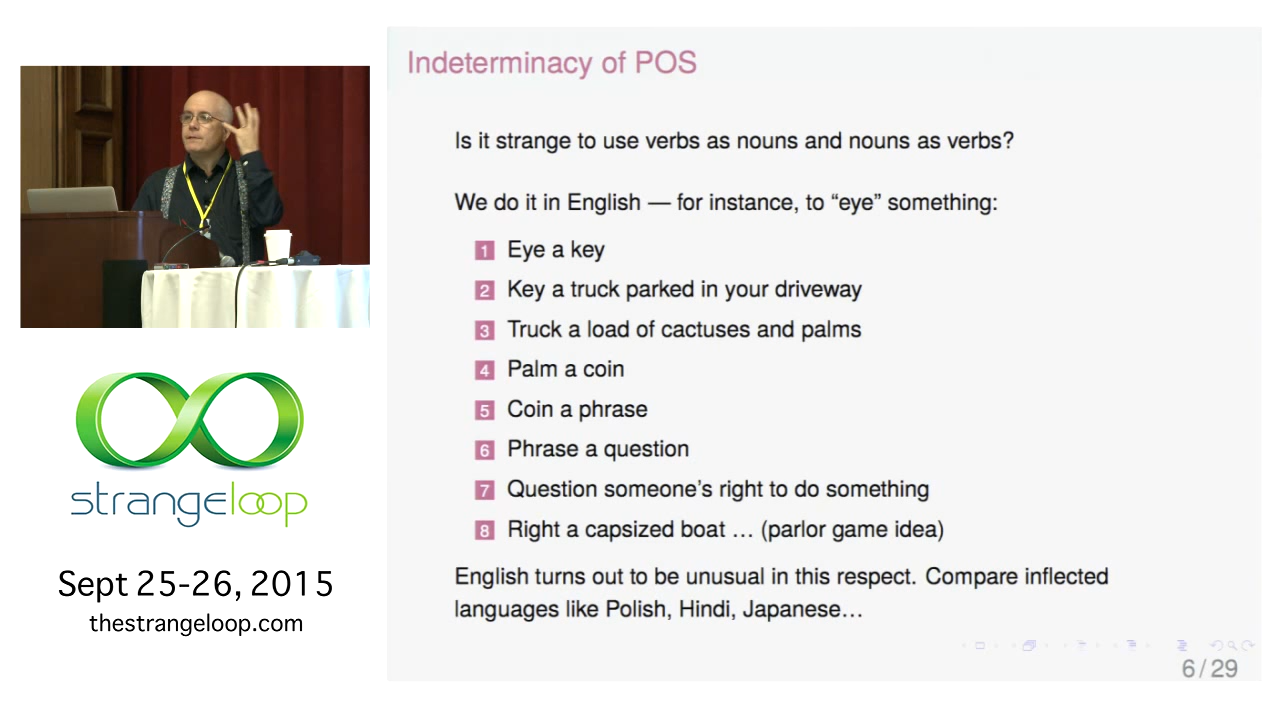 Indeterminacy of POS
Is it strange to use verbs as nouns and nouns as verbs?
We do it in English — for instance, to “eye” something:
1 Eye a key
2 Key a truck parked in your driveway
3 Truck a load of cactuses and palms
4 Palm a coin
5 Coin a phrase
6 Phrase a question
7 Question someone’s right to do something
8 Right a capsized boat … (parlor game idea)
English turns out to be unusual in this respect. Compare inflected
languages like Polish, Hindi, Japanese…
6 / 29
strangeloop
Sept 25-26, 2015
thestrangeloop.com